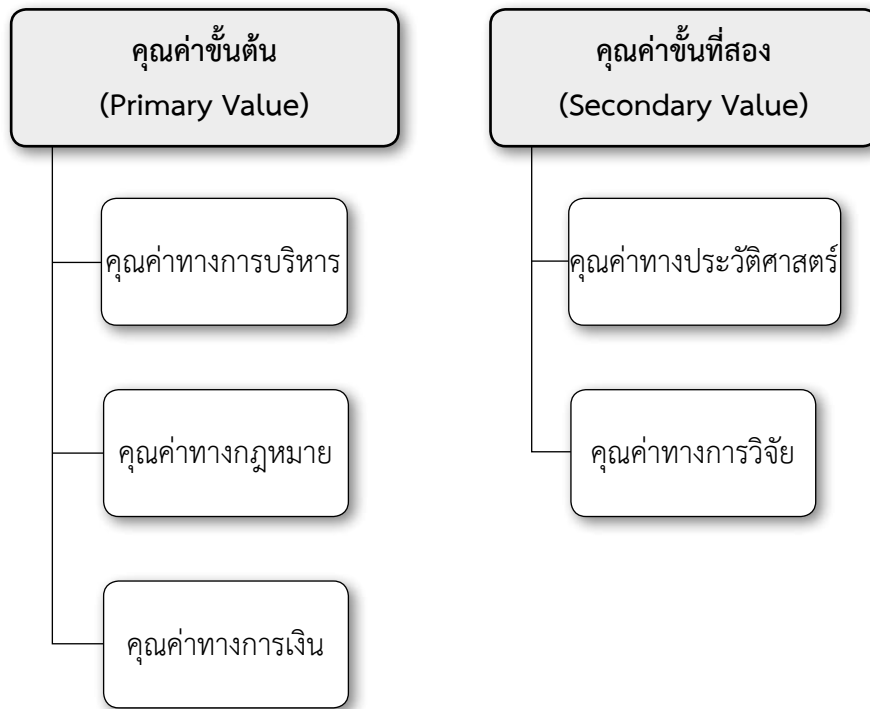 คุณค่าขั้นต้น
(Primary Value)
คุณค่าทางการบริหาร
คุณค่าทางกฎหมาย
คุณค่าทางการเงิน
คุณค่าขั้นที่สอง
(Secondary Value)
คุณค่าทางประวัติศาสตร์
คุณค่าทางการวิจัย